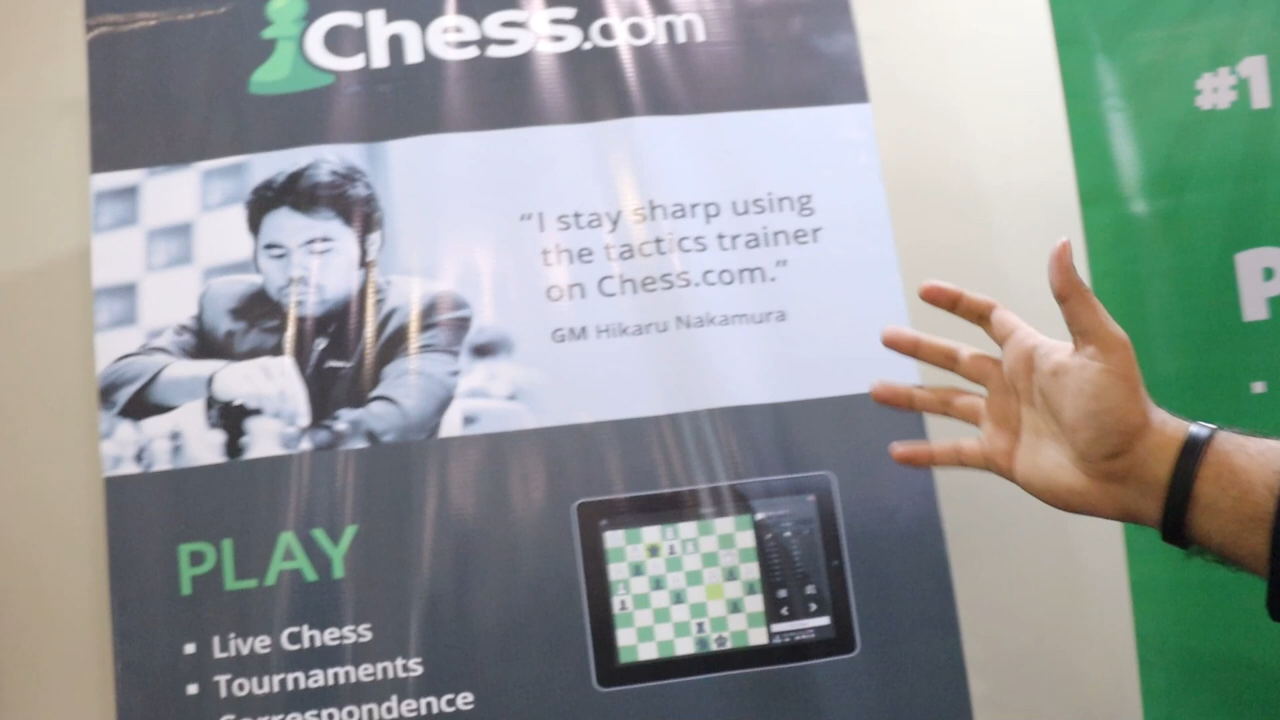 Chess.com
“I stay sharp using
the tactics trainer
on Chess.com.”
GM Hikaru Nakamura
PLAY
▪ Live Chess
▪ Tournaments
Correspondence
#1
P